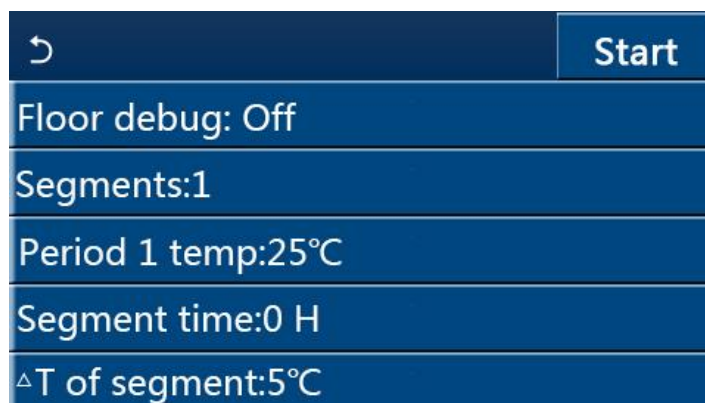 Start
Floor debug: Off
Segments:1
Period 1 temp:25℃
Segment time:0 H
△T of segment:5℃